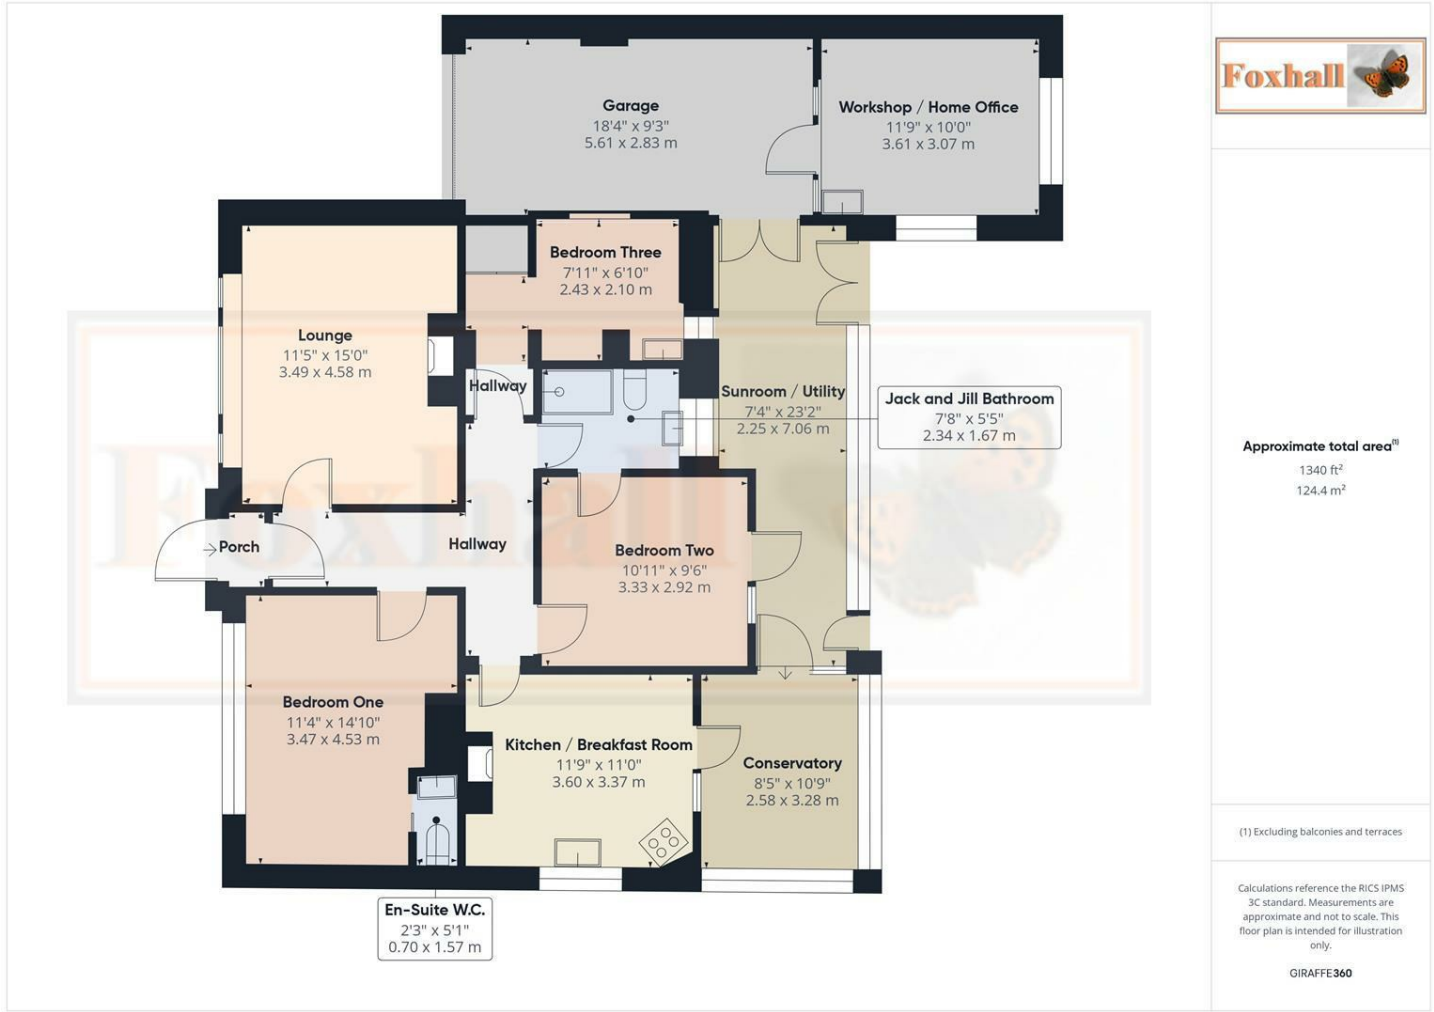 Garage
18'4" x 9'3"
5.61 x 2.83 m
Workshop / Home Office
11'9" x 10'0"
3.61 x 3.07 m
Bedroom Three
7'11" x 6'10"
2.43 x 2.10 m
Lounge
11'5" x 15'0"
3.49 x 4.58 m
Hallway
Sunroom / Utility
7'4" x 23'2"
2.25 x 7.06 m
Jack and Jill Bathroom
7'8" x 5'5"
2.34 x 1.67 m
Porch
Hallway
Bedroom Two
10'11" x 9'6"
3.33 x 2.92 m
Bedroom One
11'4" x 14'10"
3.47 x 4.53 m
Kitchen / Breakfast Room
11'9" x 11'0"
3.60 x 3.37 m
Conservatory
8'5" x 10'9"
2.58 x 3.28 m
En-Suite W.C.
2'3" x 5'1"
0.70 x 1.57 m
Foxhall
Foxhall
Approximate total area(1)
1340 ft²
124.4 m²
(1) Excluding balconies and terraces
Calculations reference the RICS IPMS
3C standard. Measurements are
approximate and not to scale. This
floor plan is intended for illustration
only.
GIRAFFE360